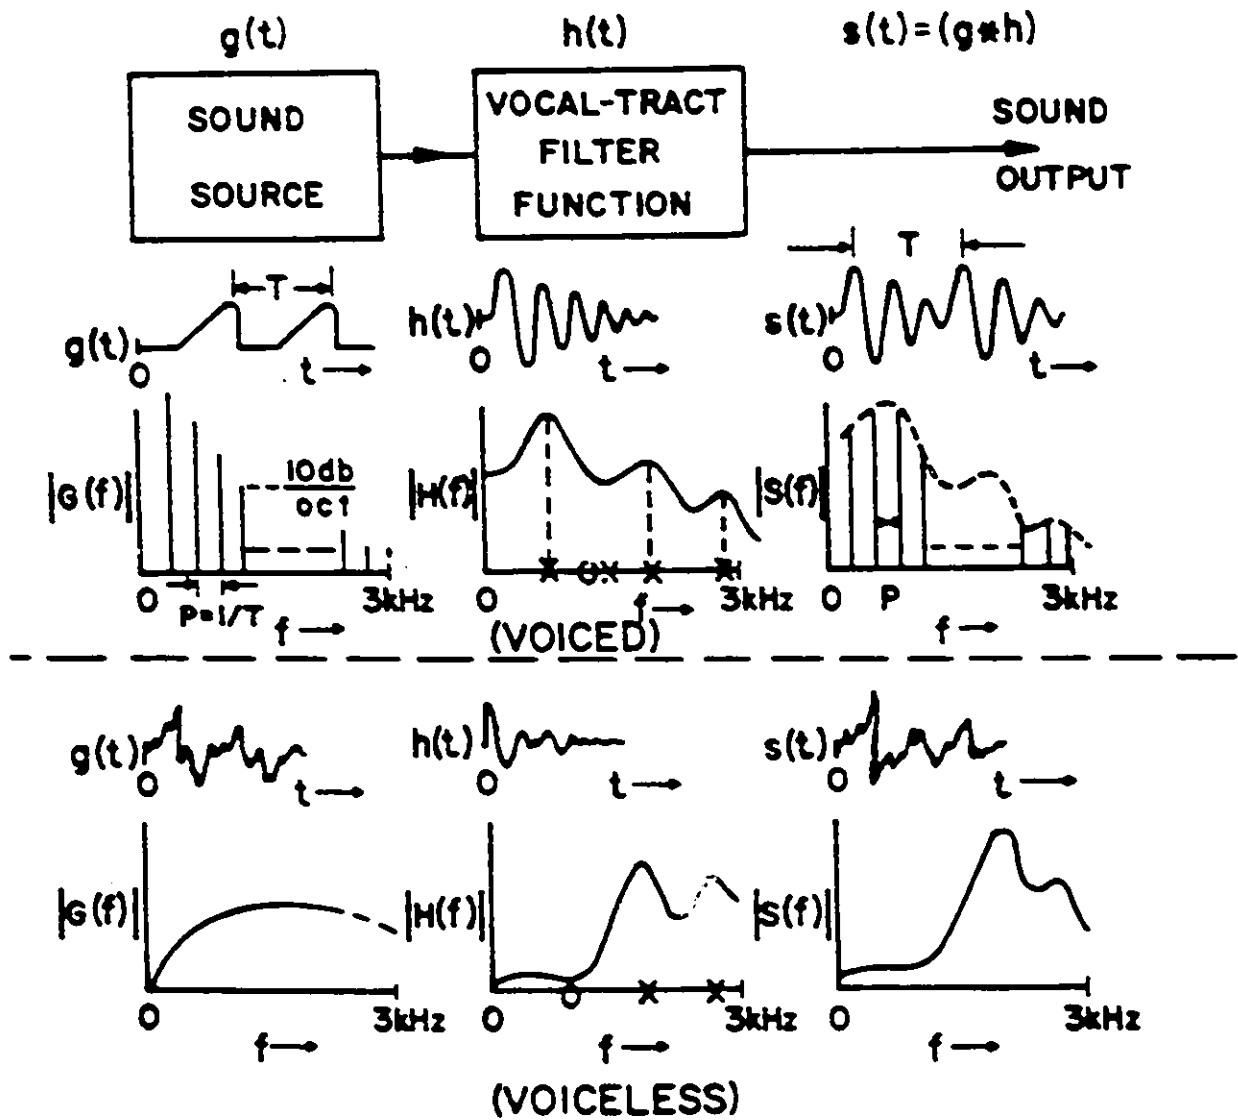 g(t)
h(t)
s(t)=(g*h)
SOUND
SOURCE
VOCAL-TRACT
FILTER
FUNCTION
SOUND
OUTPUT
T
g(t)
0
t
h(t)
0
t
T
s(t)
0
t
|G(f)|
10db
oct
0
3kHz
P=1/T
f
|H(f)|
0
3kHz
f
|S(f)|
0
P
3kHz
f
(VOICED)
g(t)
0
t
h(t)
0
t
s(t)
0
t
|G(f)|
0
3kHz
f
|H(f)|
0
3kHz
f
|S(f)|
0
3kHz
f
(VOICELESS)